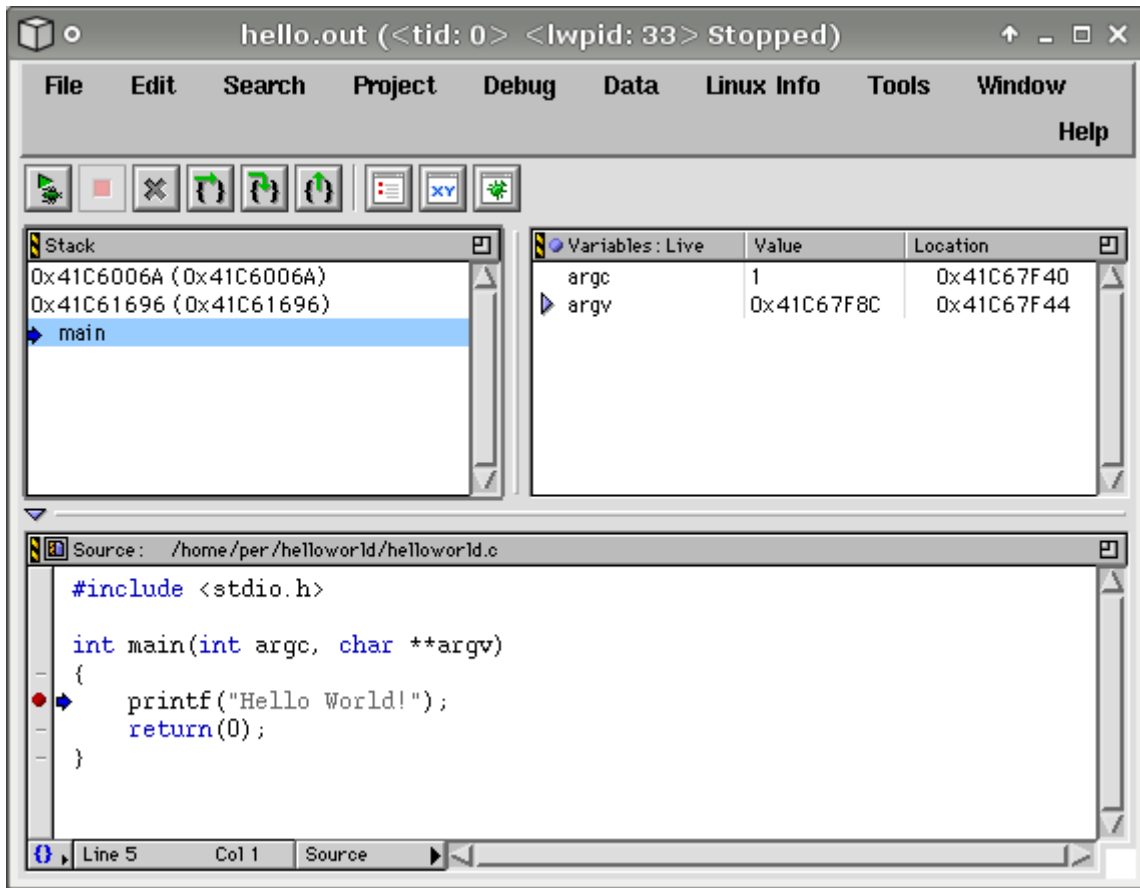 hello.out (<tid: 0> <lwpid: 33> Stopped)
File Edit Search Project Debug Data Linux Info Tools Window
Help
XY
Stack
0x41C6006A (0x41C6006A)
0x41C61696 (0x41C61696)
main
Variables: Live Value Location
argc 1 0x41C67F40
argv 0x41C67F8C 0x41C67F44
Source: /home/per/helloworld/helloworld.c
#include <stdio.h>
int main(int argc, char **argv)
{
printf("Hello World!");
return(0);
}
{} Line 5 Col 1 Source